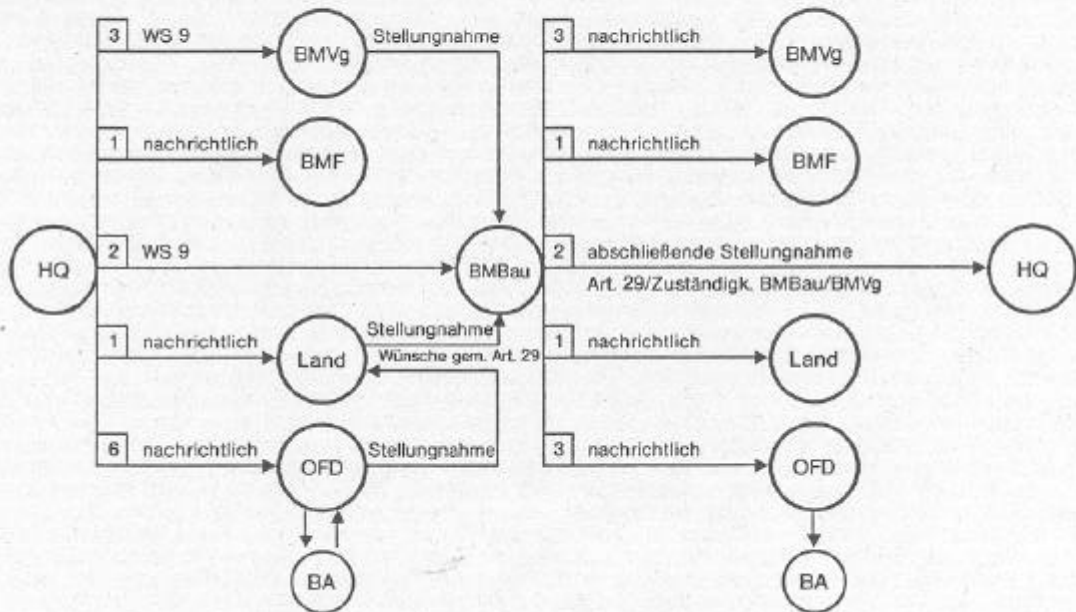 3 WS 9 BMVg Stellungnahme 3 nachrichtlich BMVg
1 nachrichtlich BMF 1 nachrichtlich BMF
HQ 2 WS 9 BMBau 2 abschließende Stellungnahme HQ
Art. 29/Zuständigk. BMBau/BMVg
1 nachrichtlich Land Stellungnahme 1 nachrichtlich Land
Wünsche gem. Art. 29
6 nachrichtlich OFD Stellungnahme 3 nachrichtlich OFD
BA BA